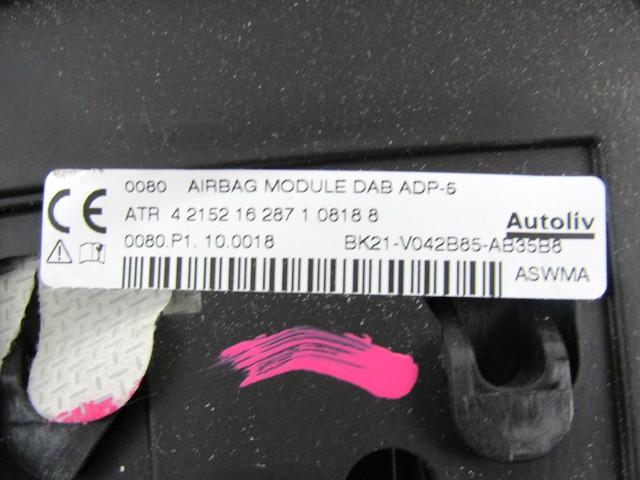 0080 AIRBAG MODULE DAB ADP-5
CE
ATR 4 2152 16 287 1 0818 8
Autoliv
0080.P1. 10.0018 BK21-V042B85-AB35B8
ASWMA